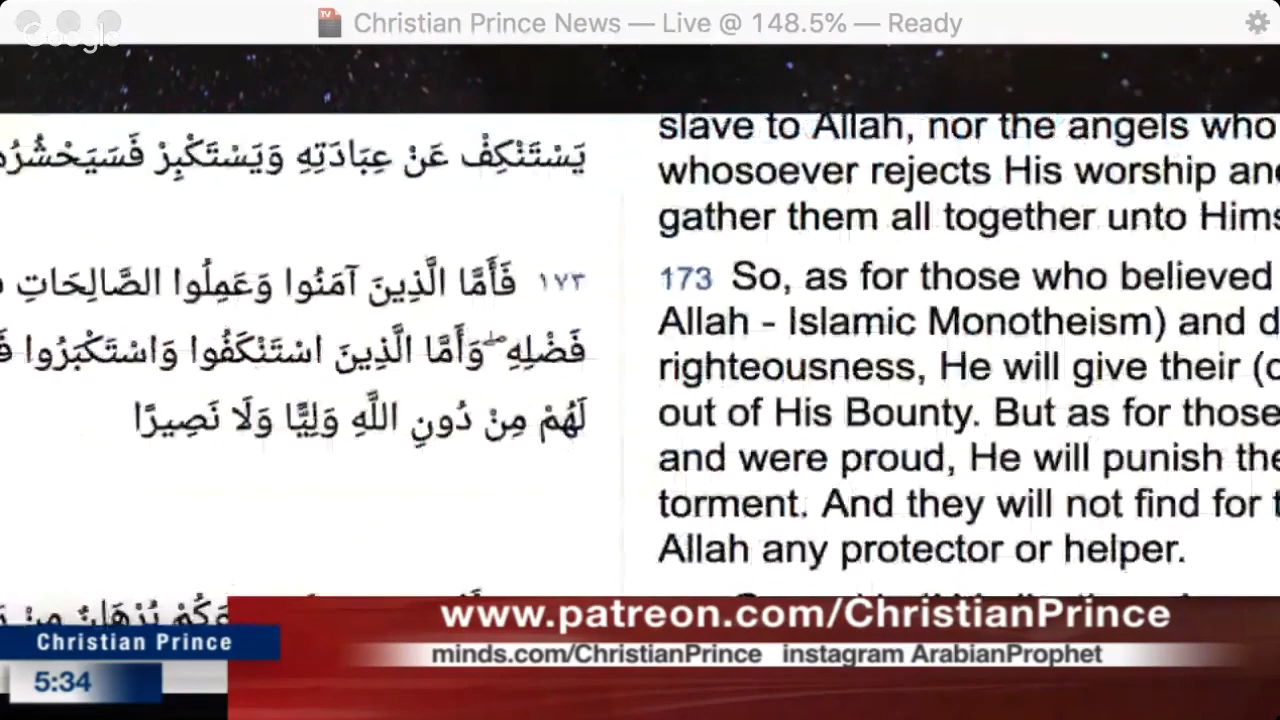 Christian Prince News — Live @ 148.5% — Ready
Google
يَسْتَنْكِفْ عَنْ عِبَادَتِهِ وَيَسْتَكْبِرْ
١٧٣ فَأَمَّا الَّذِينَ آمَنُوا وَعَمِلُوا الصَّالِحَاتِ
فَضْلِهِ ۖ وَأَمَّا الَّذِينَ اسْتَنْكَفُوا وَاسْتَكْبَرُوا
لَهُمْ مِنْ دُونِ اللَّهِ وَلِيًّا وَلَا نَصِيرًا
slave to Allah, nor the angels who
whosoever rejects His worship
gather them all together unto
173 So, as for those who believed
Allah - Islamic Monotheism) and
righteousness, He will give their
out of His Bounty. But as for those
and were proud, He will punish
torment. And they will not find for
Allah any protector or helper.
www.patreon.com/ChristianPrince
minds.com/ChristianPrince instagram ArabianProphet
Christian Prince
5:34